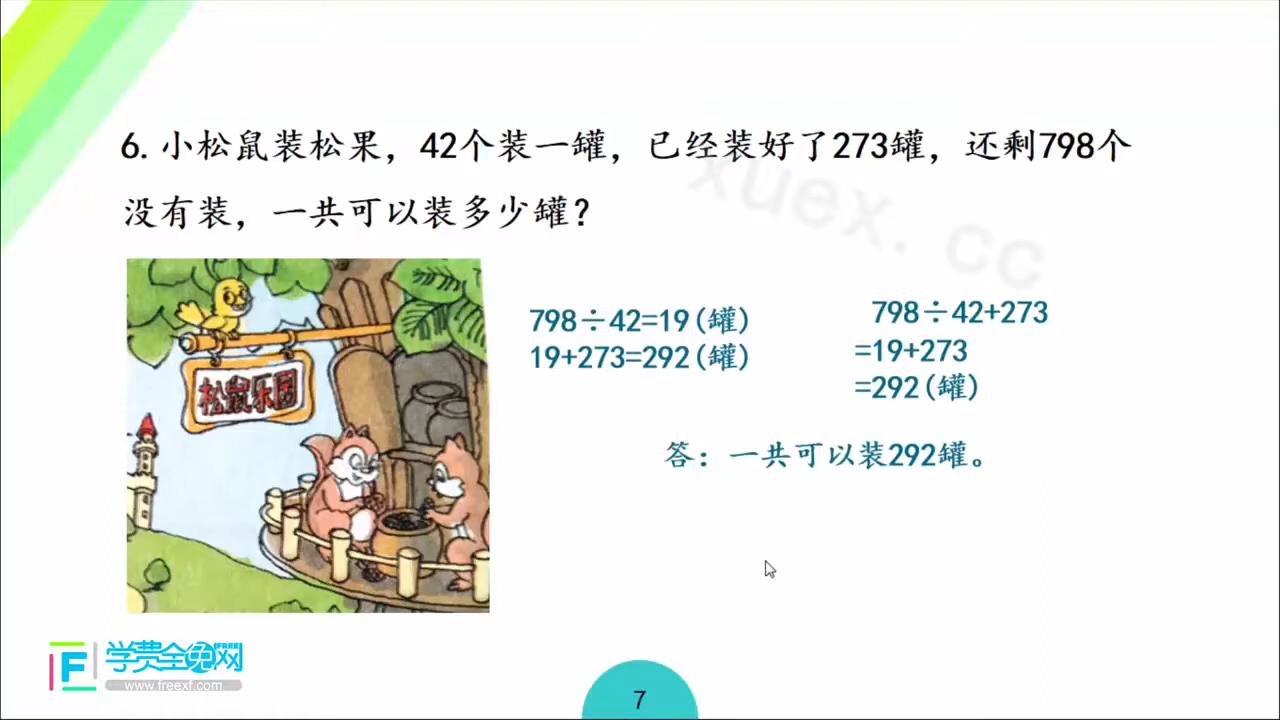 6. 小松鼠装松果，42个装一罐，已经装好了273罐，还剩798个
没有装，一共可以装多少罐？
xuex.cc
松鼠乐园
798÷42=19(罐)
19+273=292(罐)
798÷42+273
=19+273
=292(罐)
答：一共可以装292罐。
F 学费全免网
FREE
www.freexf.com
7